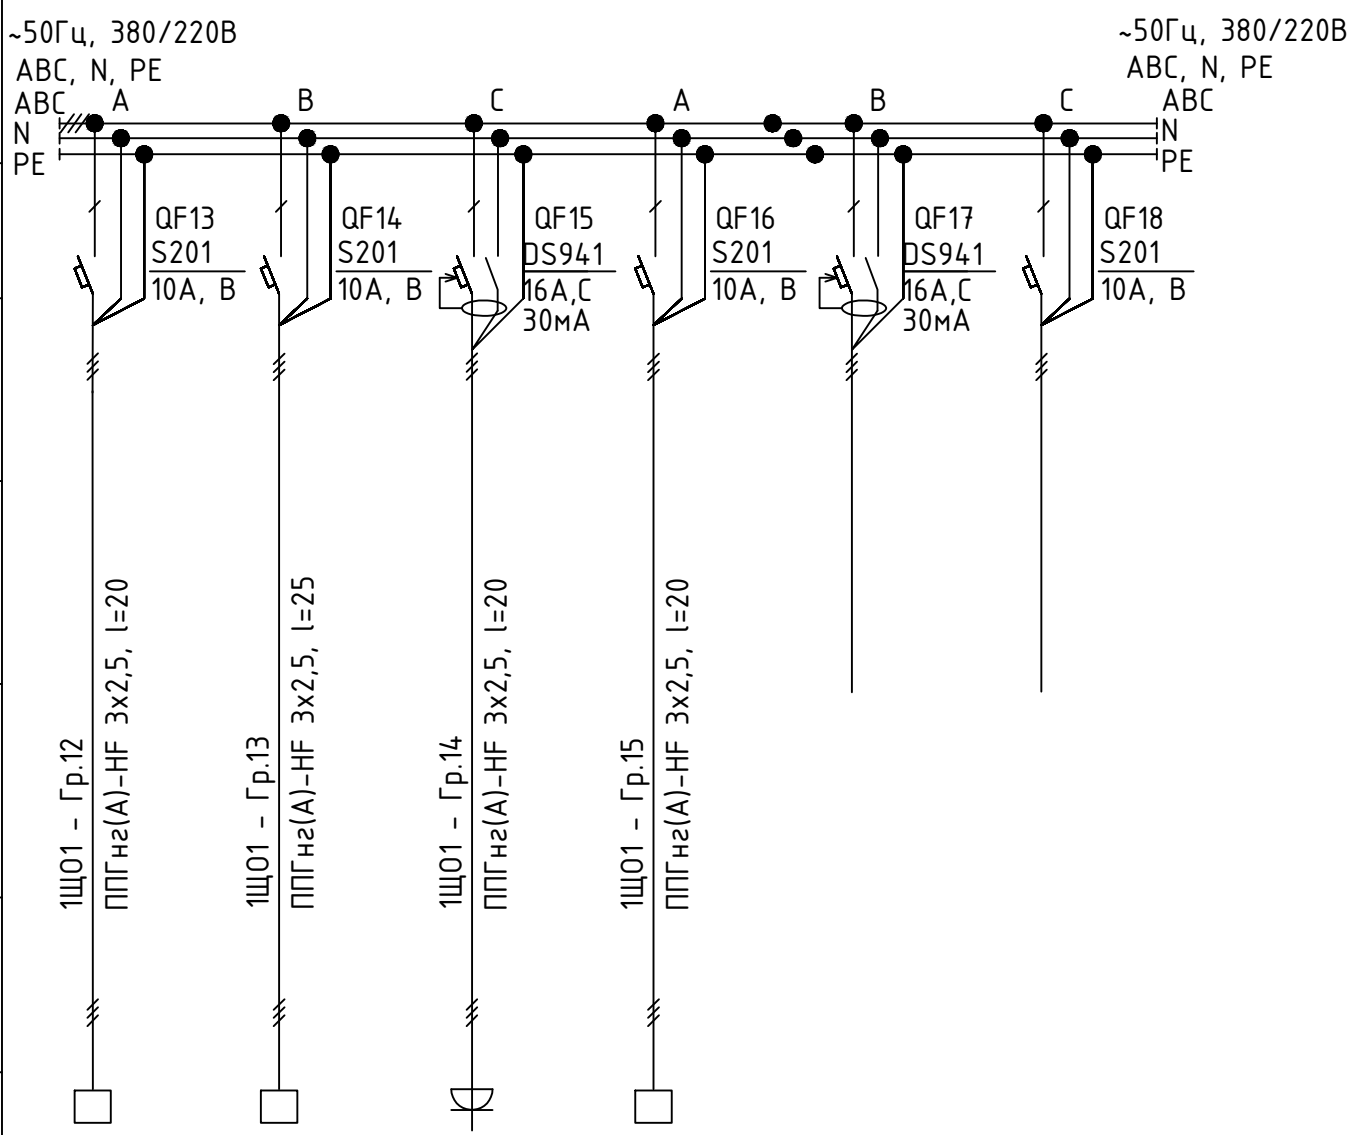 ~50Гц, 380/220В
ABC, N, PE
~50Гц, 380/220В
ABC, N, PE
ABC
A
B
C
A
B
C
ABC
N
N
PE
PE
QF13
S201
10A, B
QF14
S201
10A, B
QF15
DS941
16A,C
30мА
QF16
S201
10A, B
QF17
DS941
16A,C
30мА
QF18
S201
10A, B
1ЩО1 - Гр.12
ППГнг(А)-HF 3x2,5, l=20
1ЩО1 - Гр.13
ППГнг(А)-HF 3x2,5, l=25
1ЩО1 - Гр.14
ППГнг(А)-HF 3x2,5, l=20
1ЩО1 - Гр.15
ППГнг(А)-HF 3x2,5, l=20